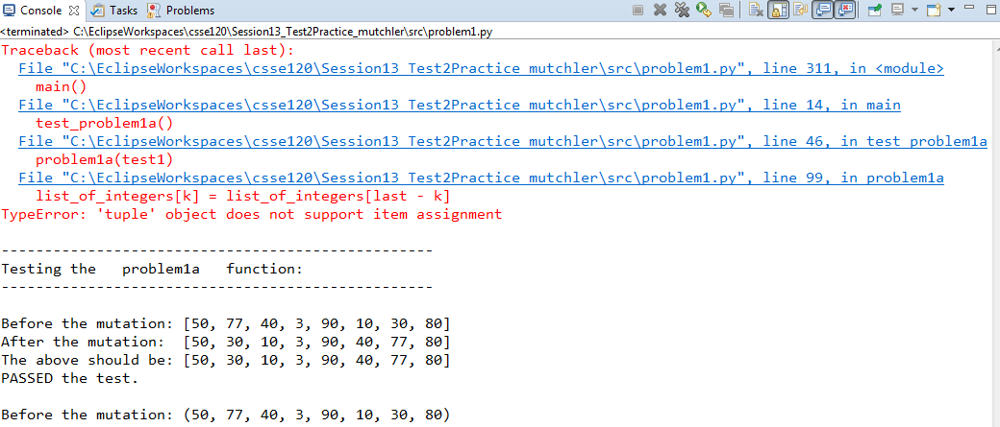 Console Tasks Problems
<terminated> C:\EclipseWorkspaces\csse120\Session13_Test2Practice_mutchler\src\problem1.py
Traceback (most recent call last):
  File "C:\EclipseWorkspaces\csse120\Session13_Test2Practice_mutchler\src\problem1.py", line 311, in <module>
    main()
  File "C:\EclipseWorkspaces\csse120\Session13_Test2Practice_mutchler\src\problem1.py", line 14, in main
    test_problem1a()
  File "C:\EclipseWorkspaces\csse120\Session13_Test2Practice_mutchler\src\problem1.py", line 46, in test_problem1a
    problem1a(test1)
  File "C:\EclipseWorkspaces\csse120\Session13_Test2Practice_mutchler\src\problem1.py", line 99, in problem1a
    list_of_integers[k] = list_of_integers[last - k]
TypeError: 'tuple' object does not support item assignment
--------------------------------------------------
Testing the   problem1a   function:
--------------------------------------------------
Before the mutation: [50, 77, 40, 3, 90, 10, 30, 80]
After the mutation:  [50, 30, 10, 3, 90, 40, 77, 80]
The above should be: [50, 30, 10, 3, 90, 40, 77, 80]
PASSED the test.
Before the mutation: (50, 77, 40, 3, 90, 10, 30, 80)